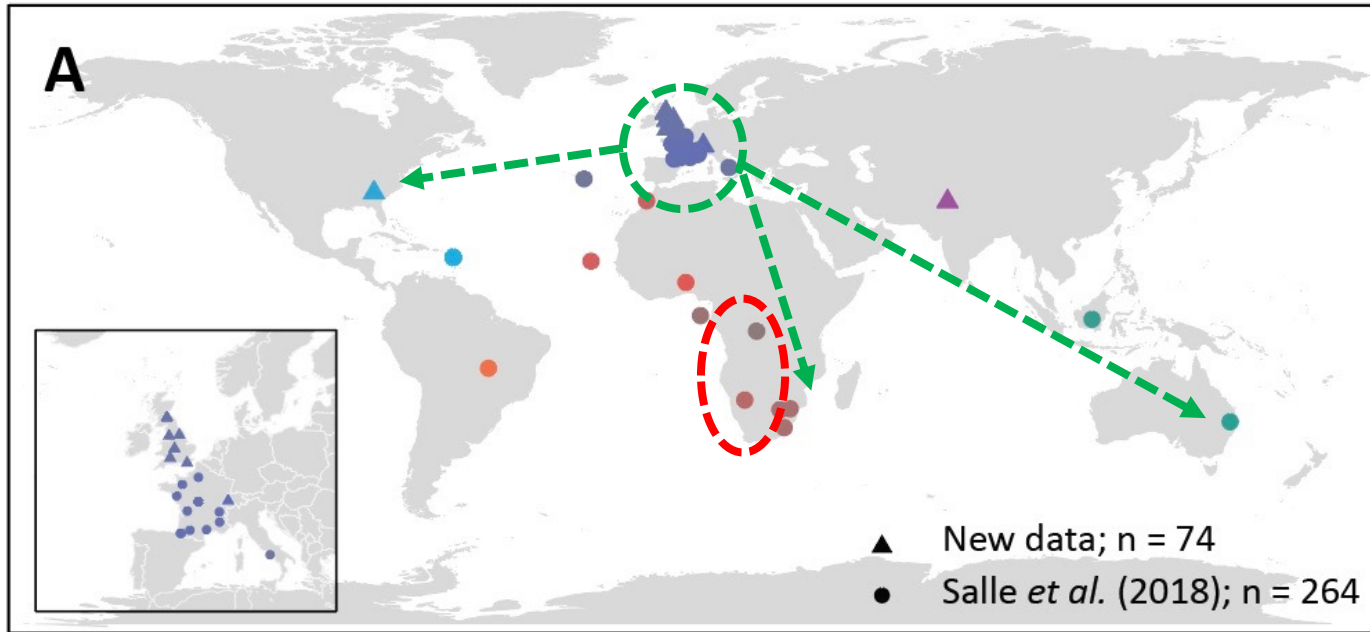 A
New data; n = 74
Salle et al. (2018); n = 264